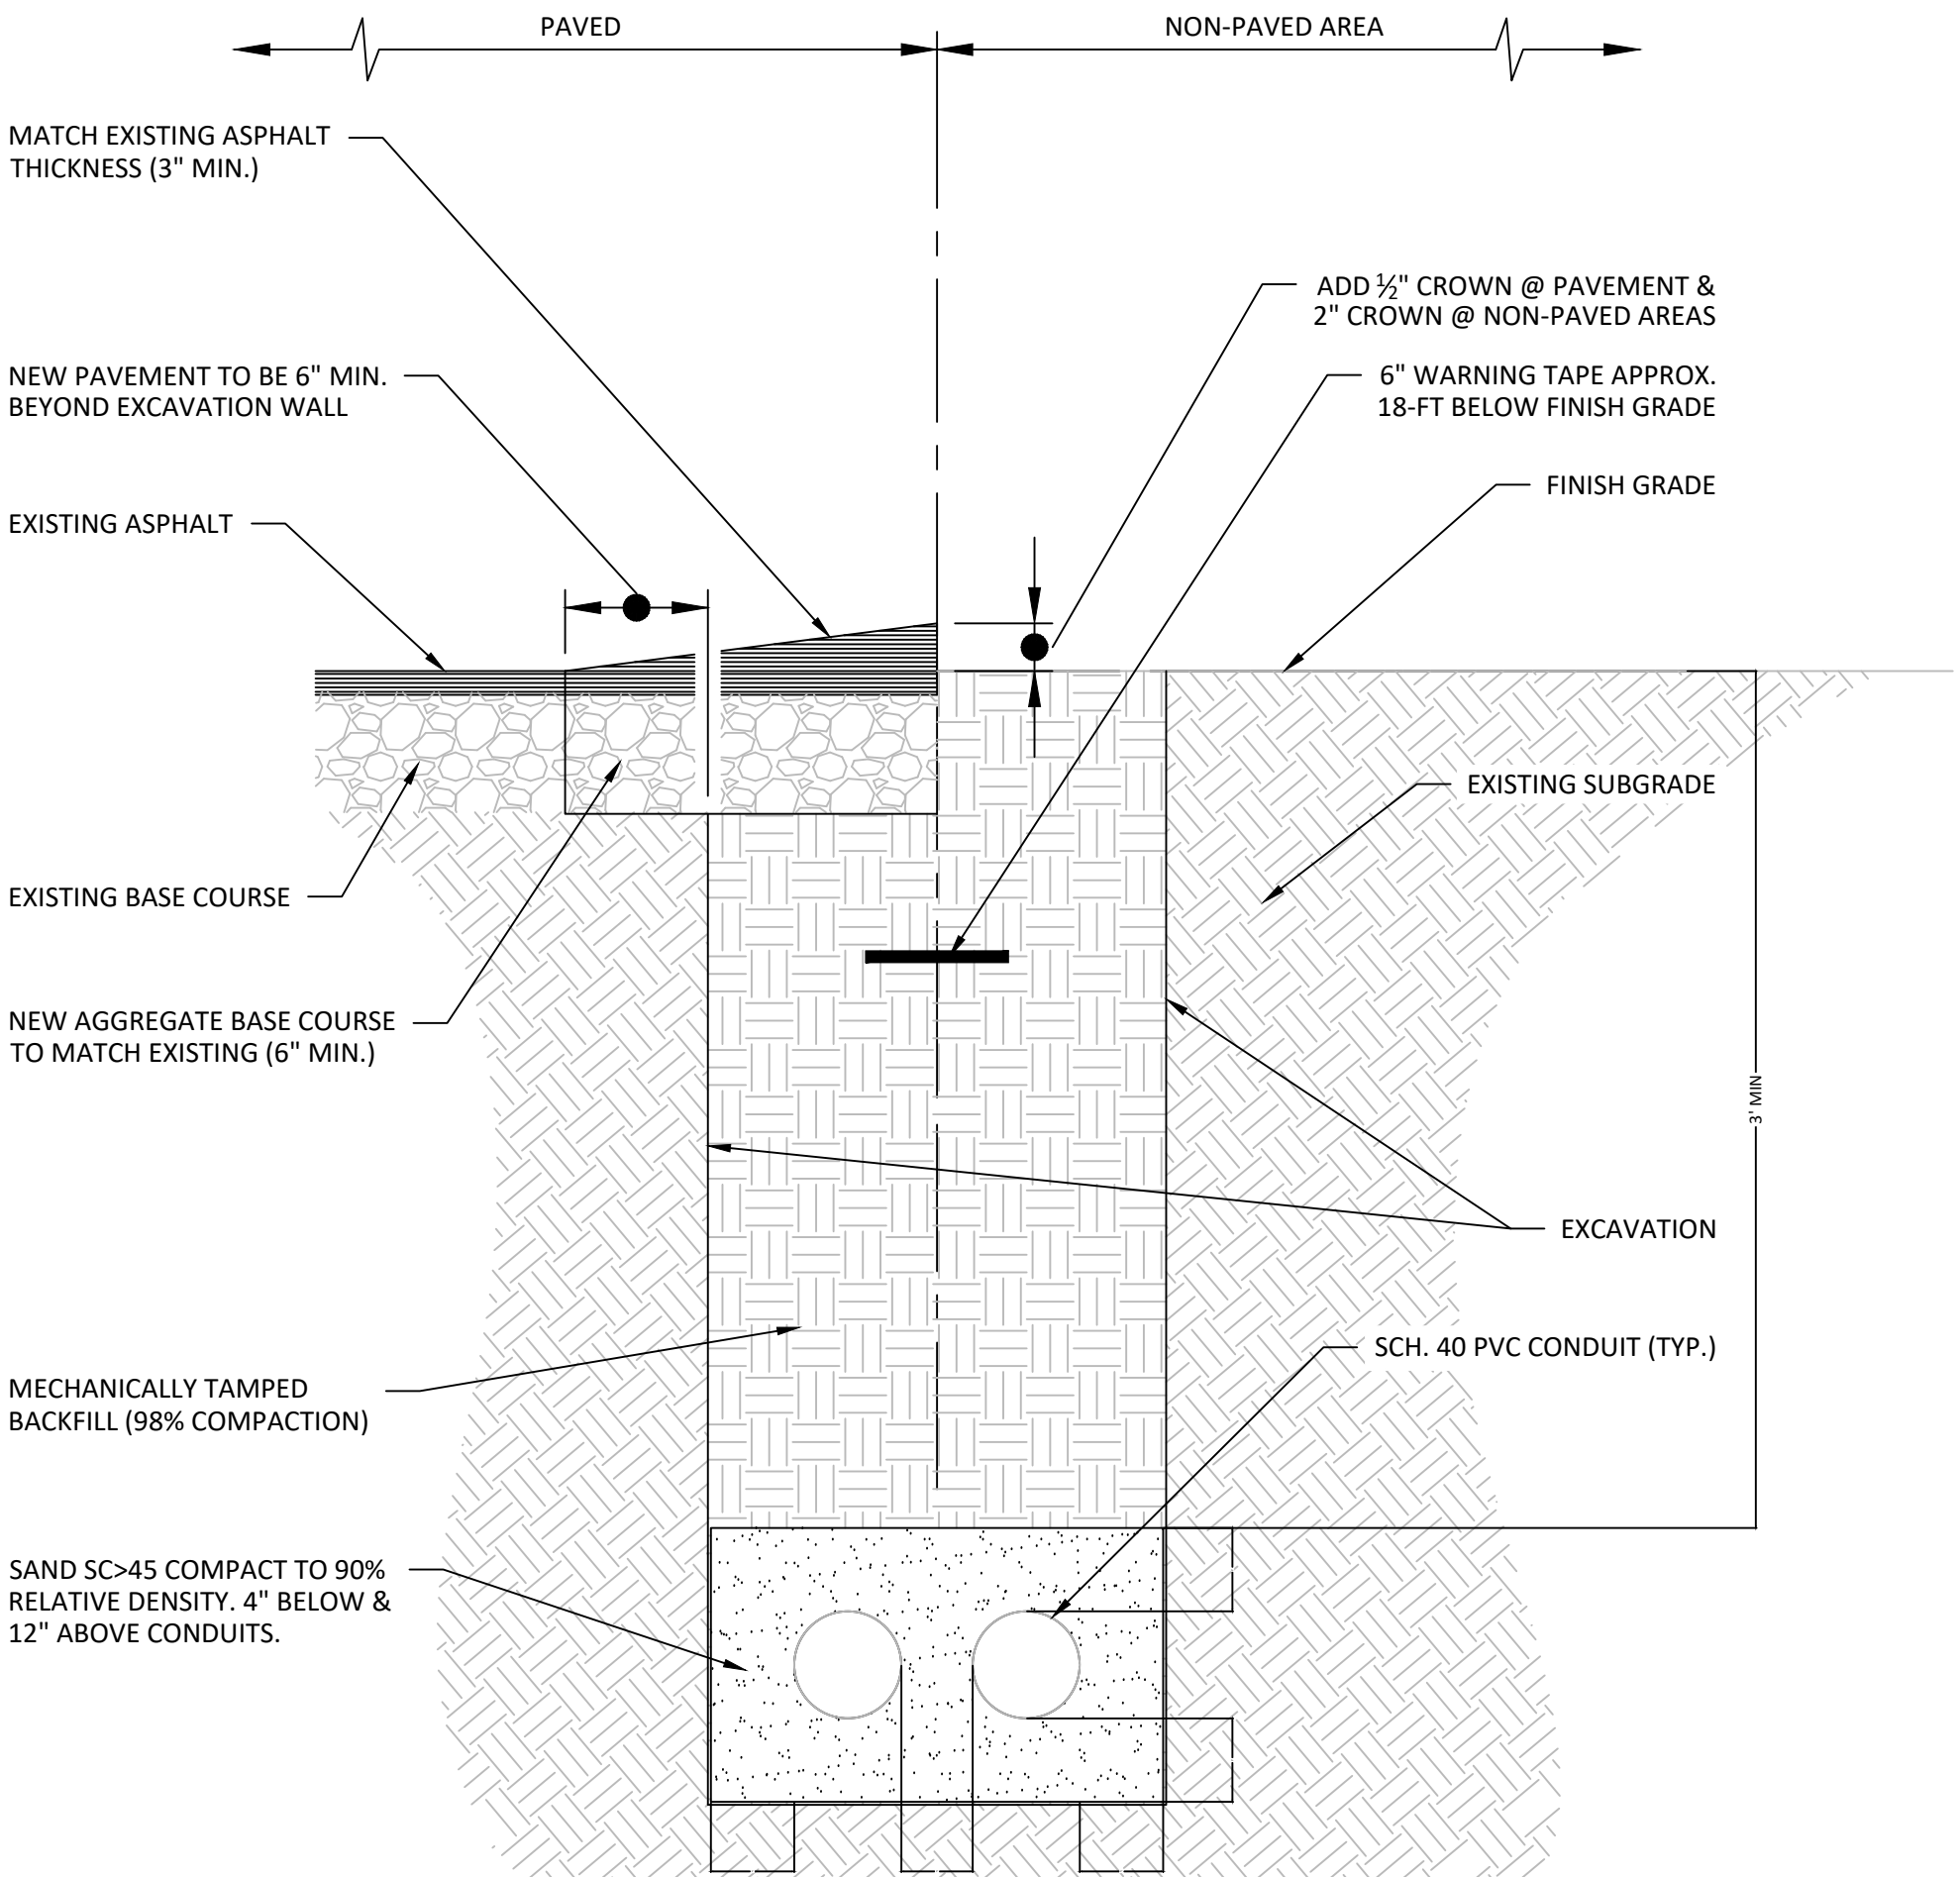 PAVED
NON-PAVED AREA
MATCH EXISTING ASPHALT
THICKNESS (3" MIN.)
ADD ½" CROWN @ PAVEMENT &
2" CROWN @ NON-PAVED AREAS
NEW PAVEMENT TO BE 6" MIN.
BEYOND EXCAVATION WALL
6" WARNING TAPE APPROX.
18-FT BELOW FINISH GRADE
FINISH GRADE
EXISTING ASPHALT
EXISTING SUBGRADE
EXISTING BASE COURSE
NEW AGGREGATE BASE COURSE
TO MATCH EXISTING (6" MIN.)
3' MIN
EXCAVATION
SCH. 40 PVC CONDUIT (TYP.)
MECHANICALLY TAMPED
BACKFILL (98% COMPACTION)
SAND SC>45 COMPACT TO 90%
RELATIVE DENSITY. 4" BELOW &
12" ABOVE CONDUITS.